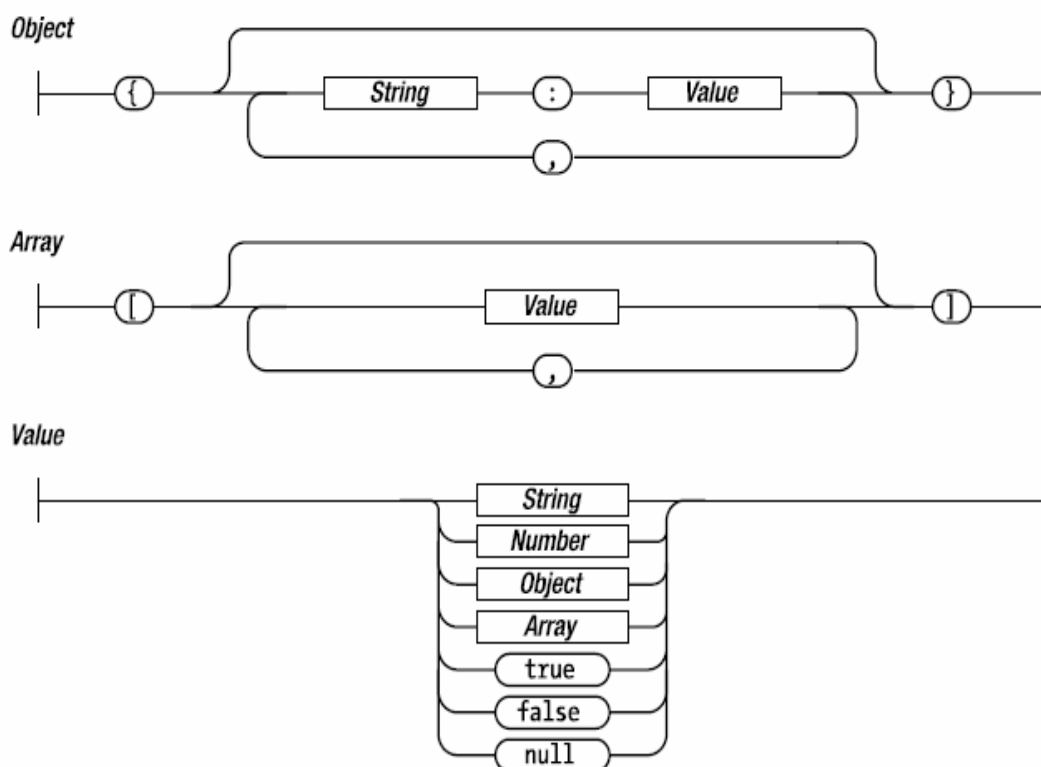 Object
{ String : Value }
,
Array
[ Value ]
,
Value
String
Number
Object
Array
true
false
null